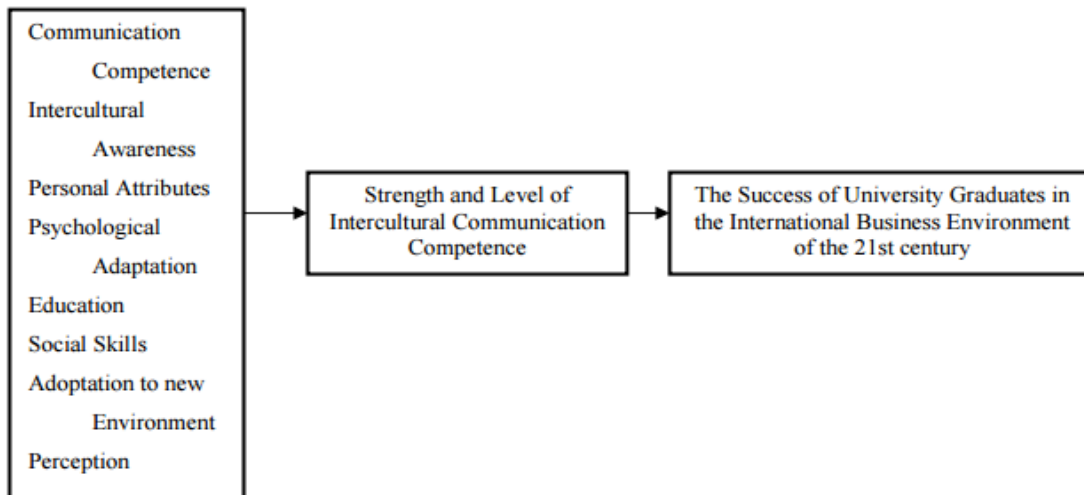 Communication
Competence
Intercultural
Awareness
Personal Attributes
Psychological
Adaptation
Education
Social Skills
Adoptation to new
Environment
Perception
Strength and Level of
Intercultural Communication
Competence
The Success of University Graduates in
the International Business Environment
of the 21st century